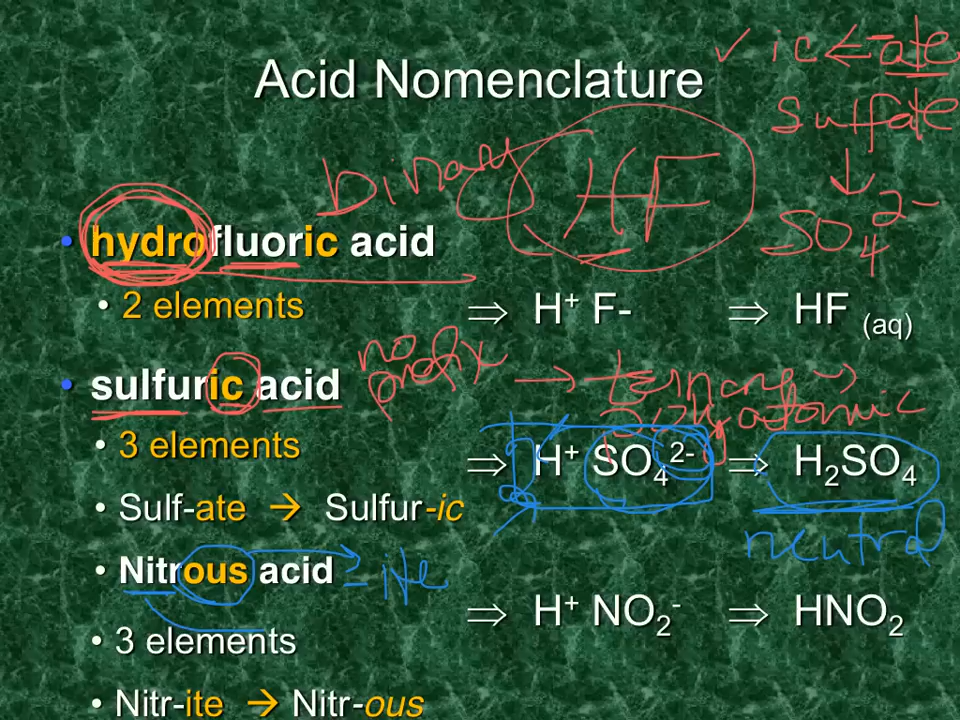 Acid Nomenclature
✓ ic ← -ate
sulfate
↓
SO₄²⁻
binary
HF
• hydrofluoric acid
• 2 elements ⇒ H⁺ F- ⇒ HF (aq)
no prefix → ternary →
polyatomic
• sulfuric acid
• 3 elements ⇒ H⁺ SO₄²⁻ ⇒ H₂SO₄
2
neutral
• Sulf-ate → Sulfur-ic
• Nitrous acid → -ite
• 3 elements ⇒ H⁺ NO₂⁻ ⇒ HNO₂
• Nitr-ite → Nitr-ous